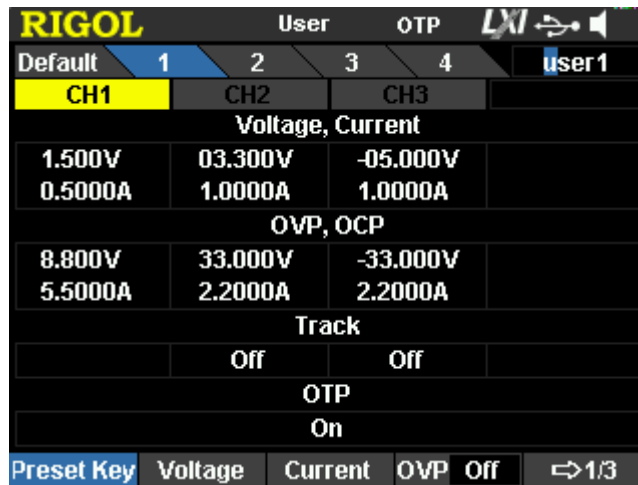 RIGOL User OTP LXI
Default 1 2 3 4 user1
CH1 CH2 CH3
Voltage, Current
1.500V 03.300V -05.000V
0.5000A 1.0000A 1.0000A
OVP, OCP
8.800V 33.000V -33.000V
5.5000A 2.2000A 2.2000A
Track
Off Off
OTP
On
Preset Key Voltage Current OVP Off 1/3